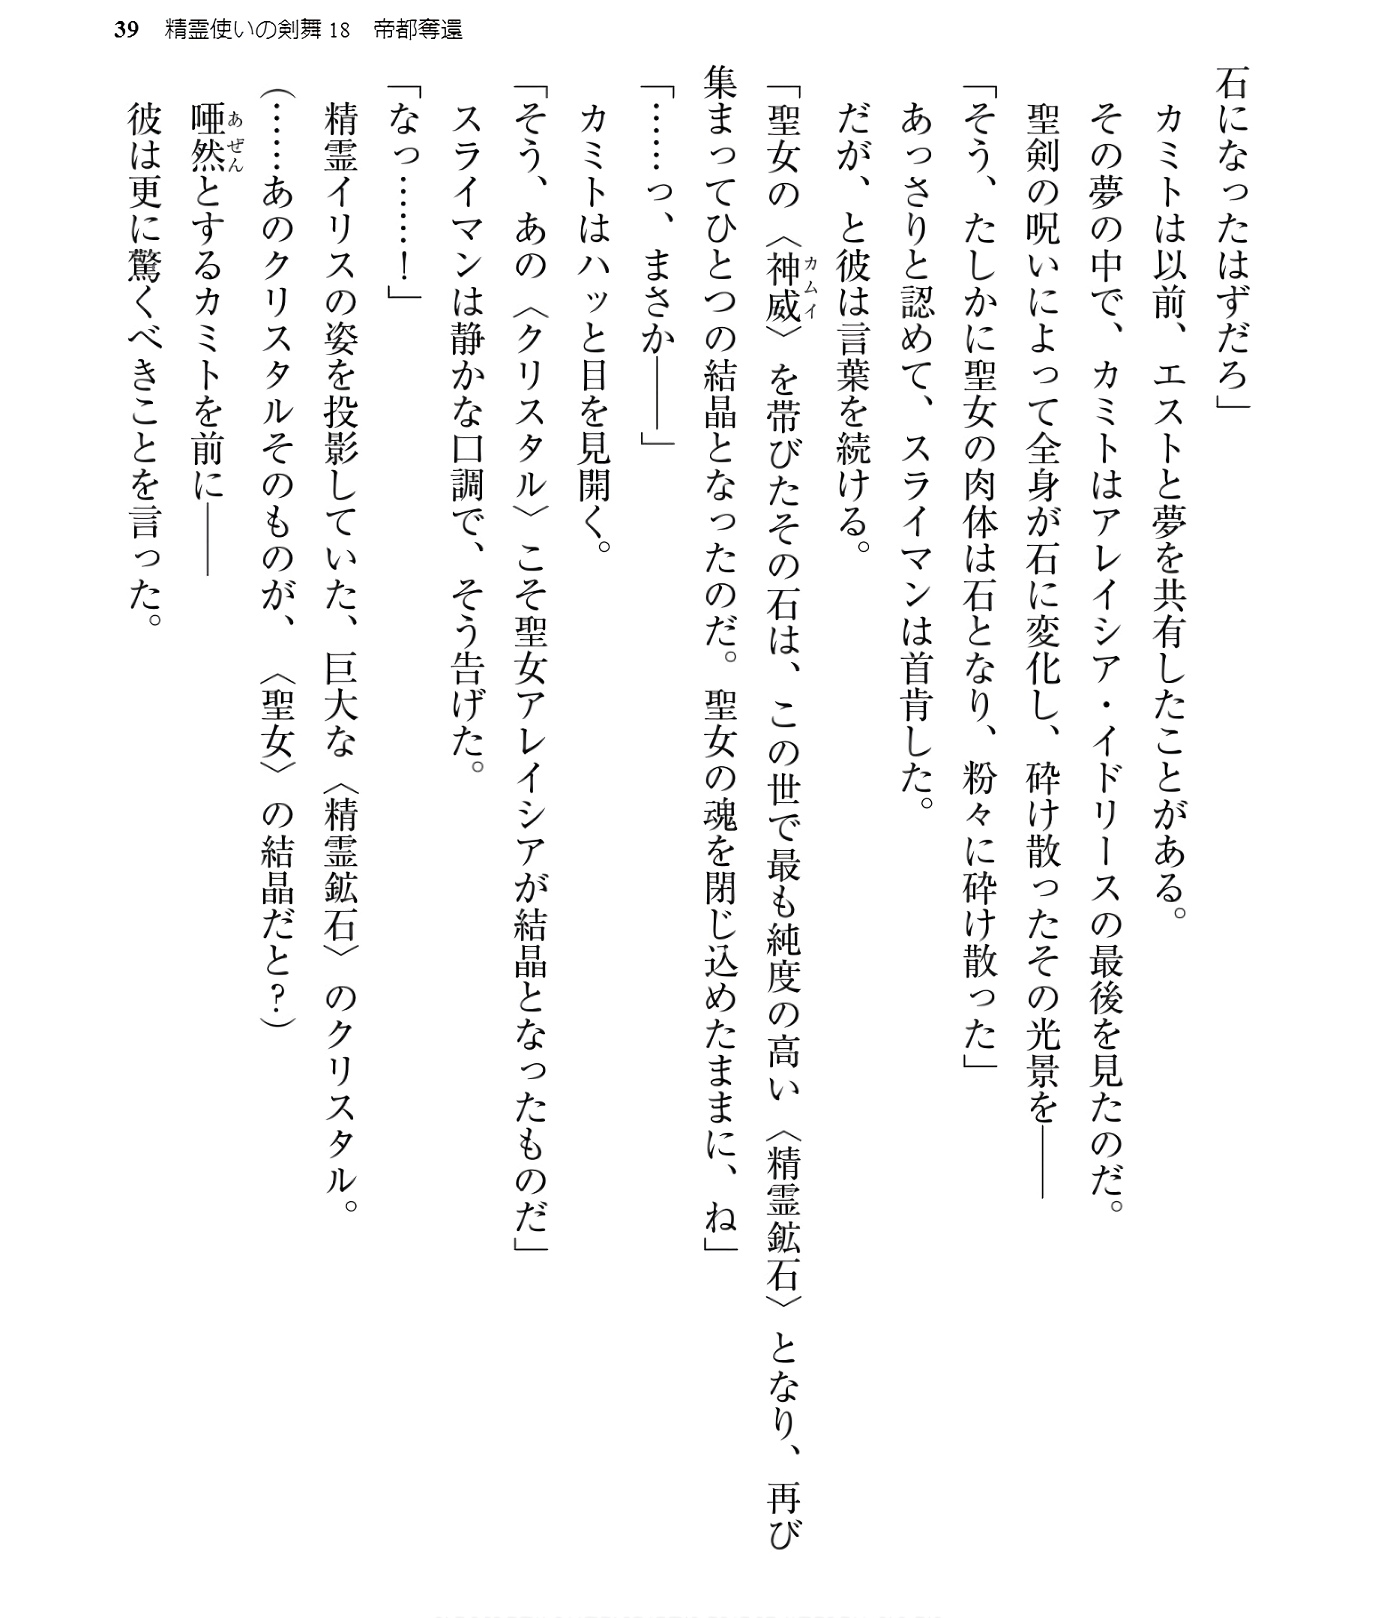 39　精霊使いの剣舞18　帝都奪還
石になったはずだろ」
　カミトは以前、エストと夢を共有したことがある。
　その夢の中で、カミトはアレイシア・イドリースの最後を見たのだ。
　聖剣の呪いによって全身が石に変化し、砕け散ったその光景を――
「そう、たしかに聖女の肉体は石となり、粉々に砕け散った」
　あっさりと認めて、スライマンは首肯した。
　だが、と彼は言葉を続ける。
「聖女の〈神威カムイ〉を帯びたその石は、この世で最も純度の高い〈精霊鉱石〉となり、再び
集まってひとつの結晶となったのだ。聖女の魂を閉じ込めたままに、ね」
「……っ、まさか――」
　カミトはハッと目を見開く。
「そう、あの〈クリスタル〉こそ聖女アレイシアが結晶となったものだ」
　スライマンは静かな口調で、そう告げた。
「なっ……！」
　精霊イリスの姿を投影していた、巨大な〈精霊鉱石〉のクリスタル。
（……あのクリスタルそのものが、〈聖女〉の結晶だと？）
　唖然あぜんとするカミトを前に――
　彼は更に驚くべきことを言った。